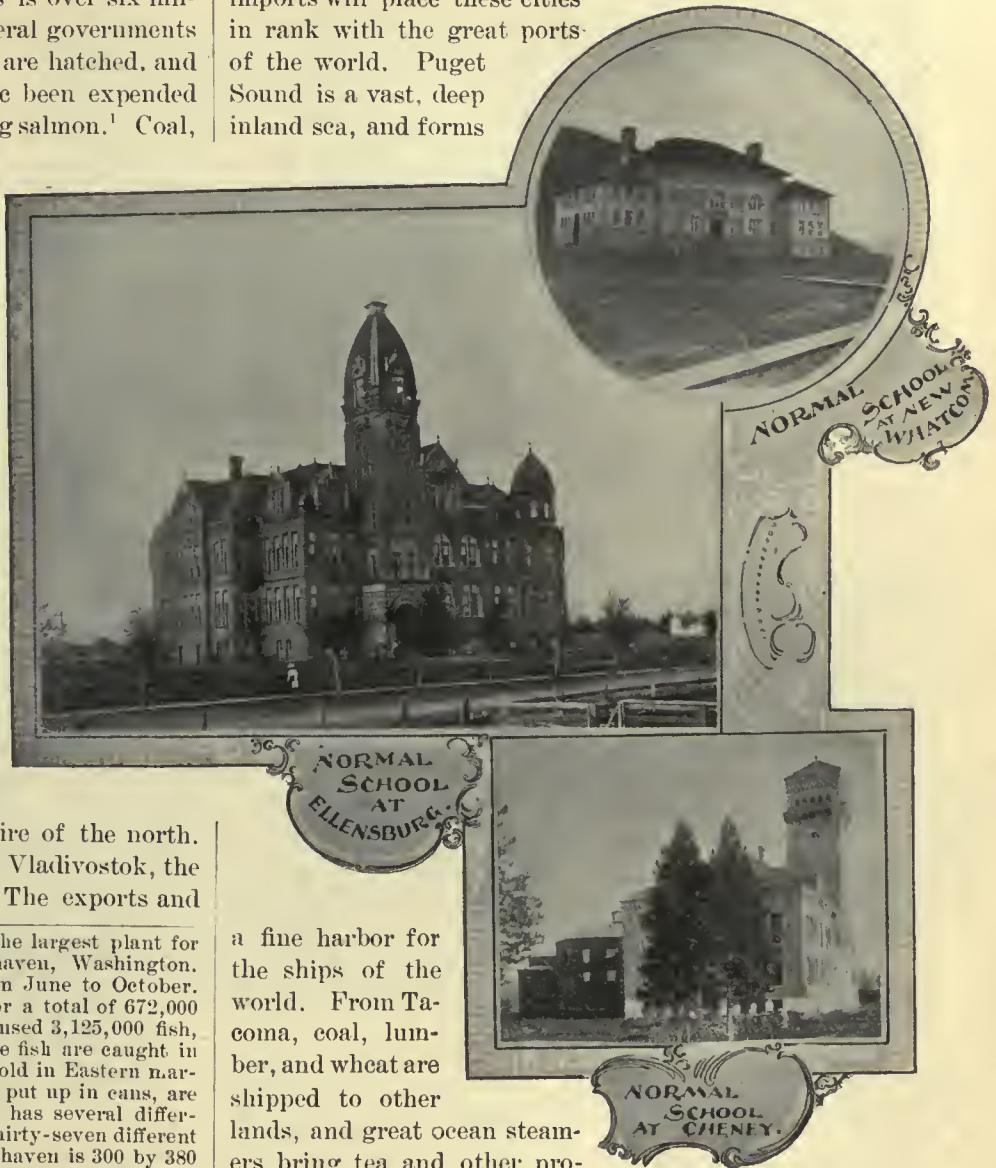 s is over six mil-
eral governments
are hatched, and
been expended
g salmon.¹ Coal,
ire of the north.
Vladivostok, the
The exports and
he largest plant for
haven, Washington.
n June to October.
or a total of 672,000
used 3,125,000 fish,
e fish are caught in
old in Eastern mar-
put up in cans, are
has several differ-
hirty-seven different
haven is 300 by 380
imports will place these cities
in rank with the great ports
of the world. Puget
Sound is a vast, deep
inland sea, and forms
a fine harbor for
the ships of the
world. From Ta-
coma, coal, lum-
ber, and wheat are
shipped to other
lands, and great ocean steam-
ers bring tea and other pro-
NORMAL
SCHOOL
AT NEW
WHATCOM
NORMAL
SCHOOL
AT
ELLENSBURG.
NORMAL
SCHOOL
AT CHENEY.